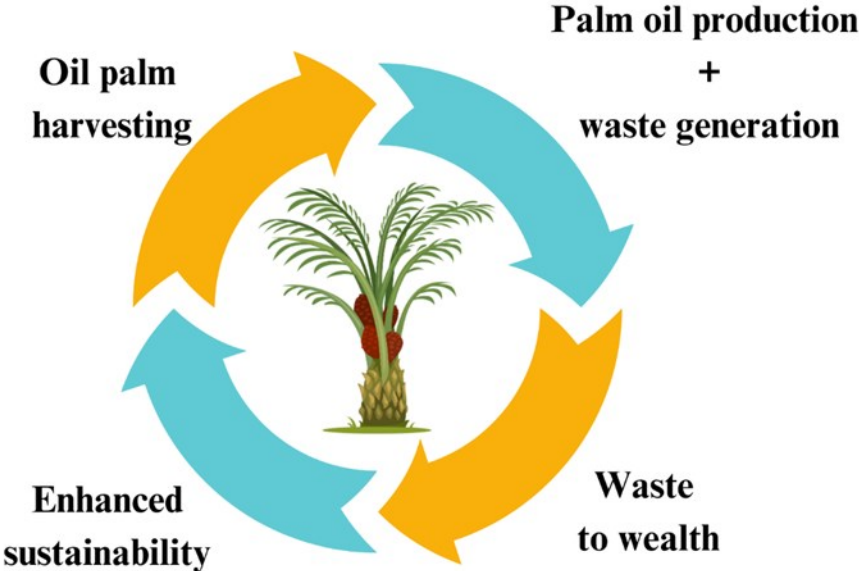 Oil palm
harvesting
Palm oil production
+
waste generation
Waste
to wealth
Enhanced
sustainability